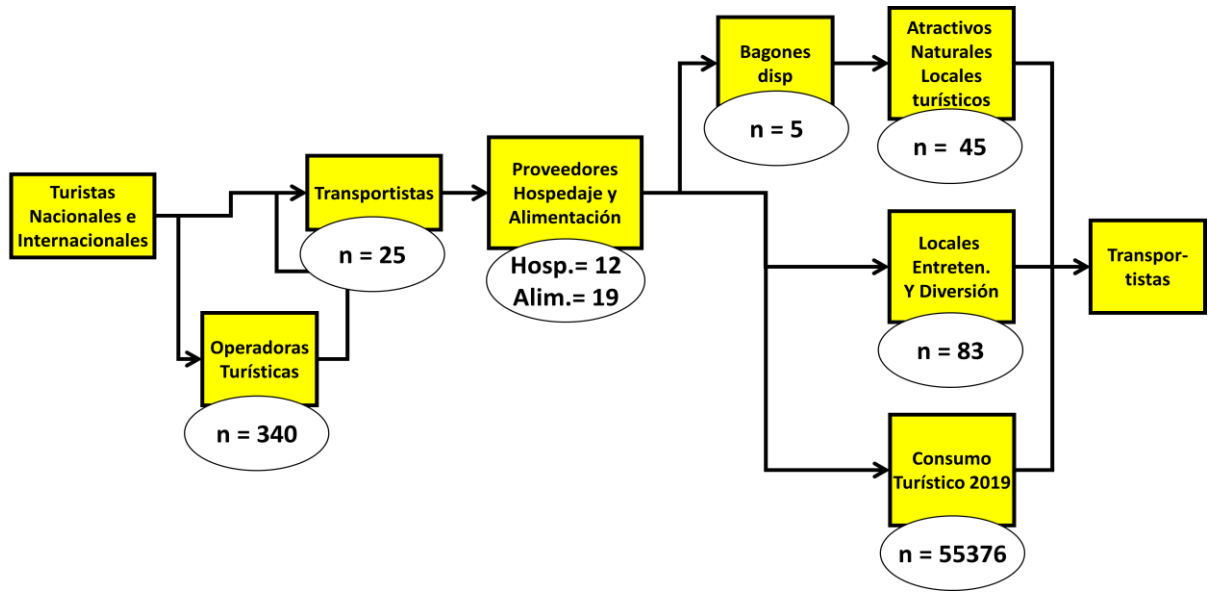 Turistas
Nacionales e
Internacionales
Operadoras
Turísticas
n = 340
Transportistas
n = 25
Proveedores
Hospedaje y
Alimentación
Hosp.= 12
Alim.= 19
Bagones
disp
n = 5
Atractivos
Naturales
Locales
turísticos
n =  45
Locales
Entreten.
Y Diversión
n = 83
Consumo
Turístico 2019
n = 55376
Transpor-
tistas